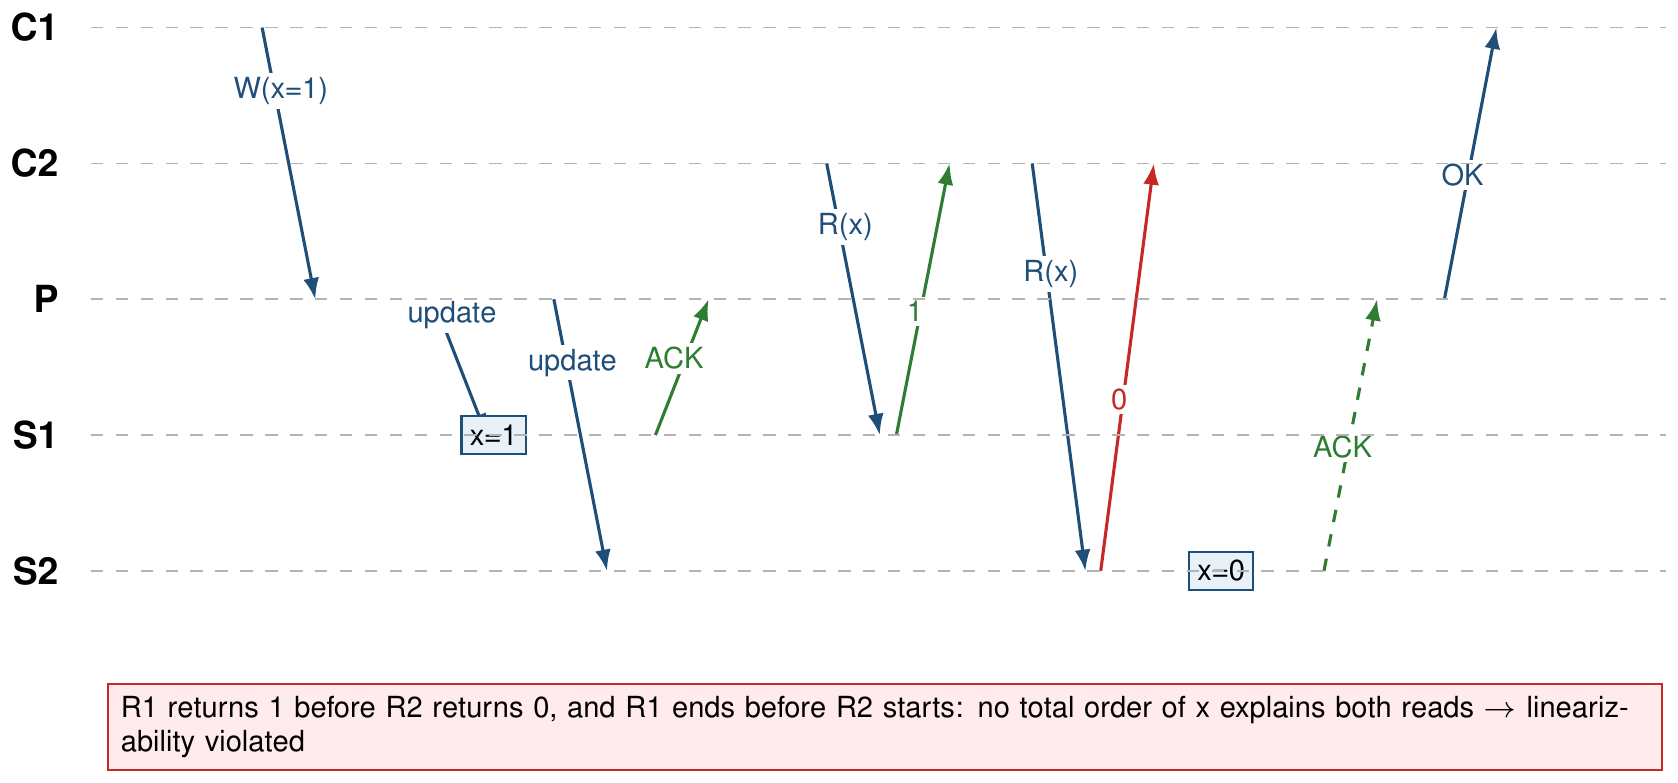 C1
W(x=1)
C2
OK
R(x)
R(x)
P
update
1
update
ACK
0
S1
x=1
ACK
S2
x=0
R1 returns 1 before R2 returns 0, and R1 ends before R2 starts: no total order of x explains both reads → lineariz-
ability violated